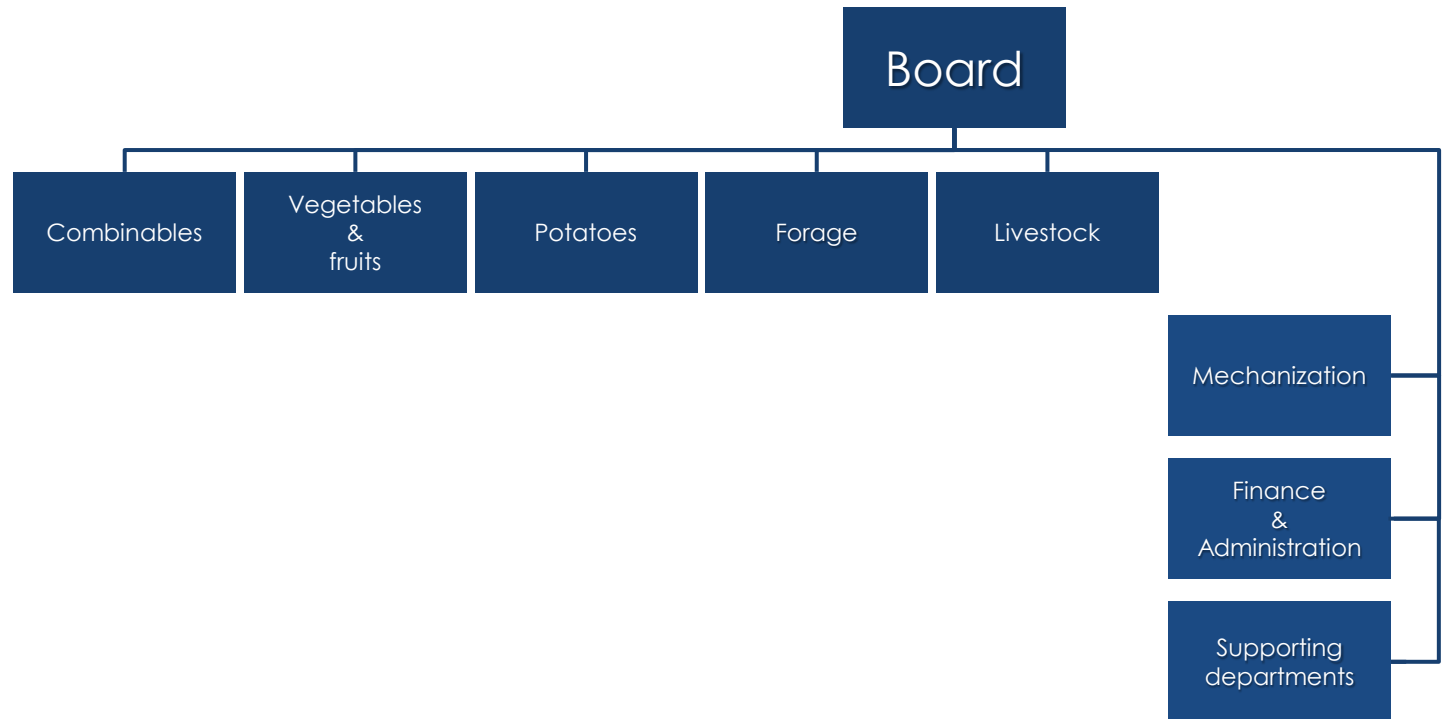 Board
Combinables
Vegetables
&
fruits
Potatoes
Forage
Livestock
Mechanization
Finance
&
Administration
Supporting
departments